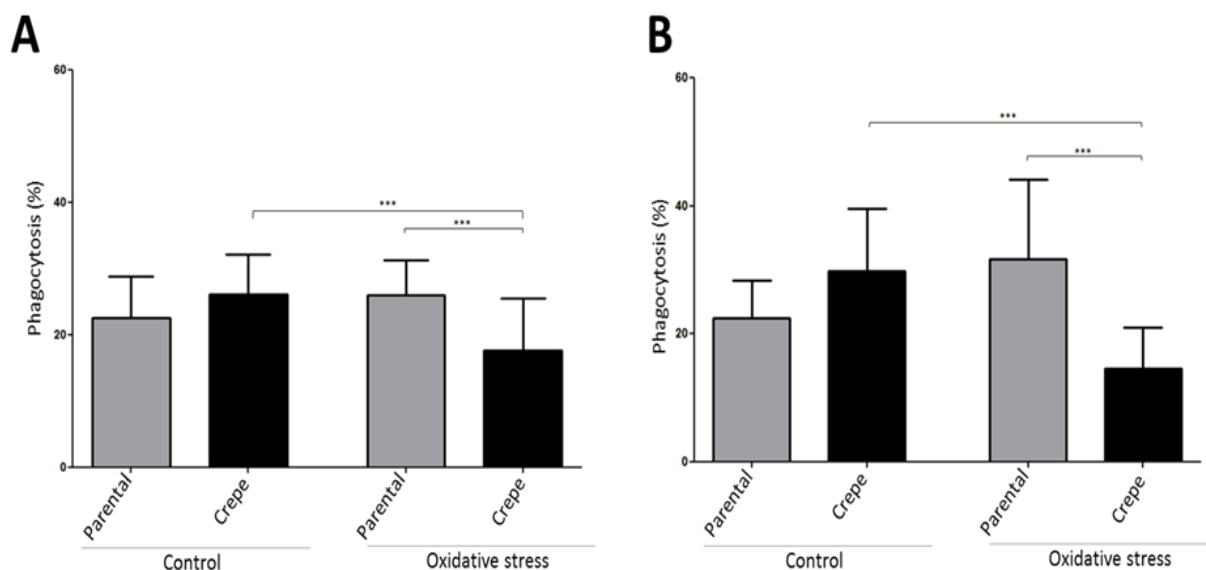 A
60
40
20
0
Phagocytosis (%)
***
***
Parental
Crepe
Parental
Crepe
Control
Oxidative stress
B
60
40
20
0
Phagocytosis (%)
***
***
Parental
Crepe
Parental
Crepe
Control
Oxidative stress